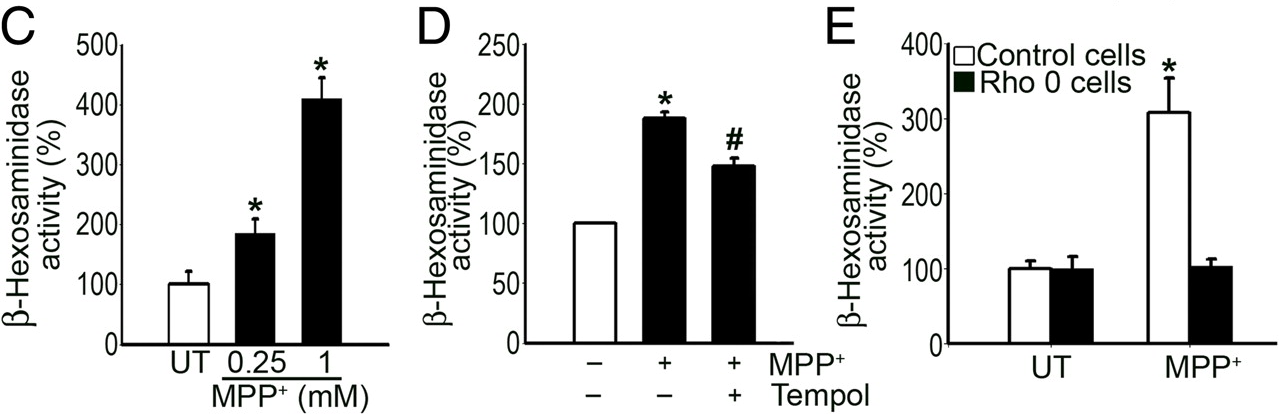 C
β-Hexosaminidase
activity (%)
500
400
300
200
100
0
*
*
UT 0.25 1
MPP⁺ (mM)
D
β-Hexosaminidase
activity (%)
250
200
150
100
50
0
*
#
– + + MPP⁺
– – + Tempol
E
β-Hexosaminidase
activity (%)
400
300
200
100
0
Control cells
Rho 0 cells
*
UT MPP⁺